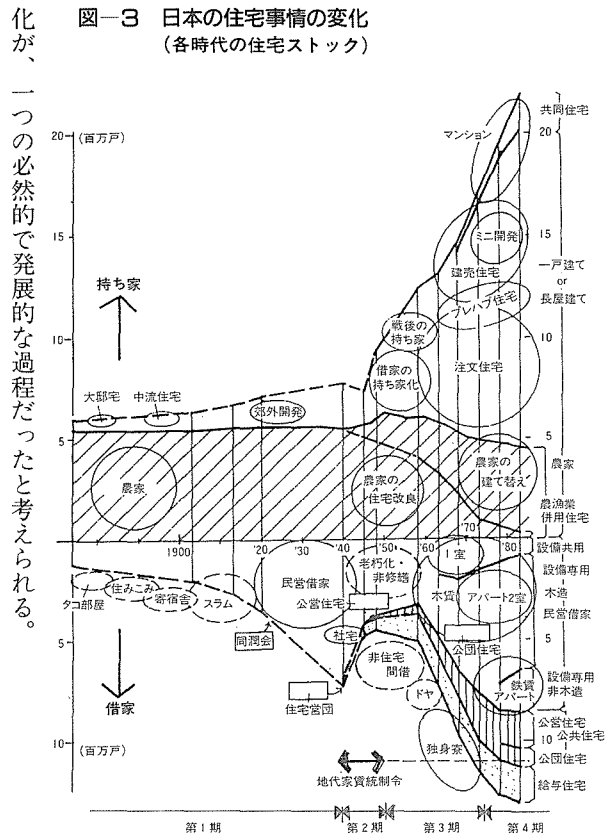 化が、一つの必然的で発展的な過程だったと考えられる。
図―3 日本の住宅事情の変化
(各時代の住宅ストック)
20
(百万戸)
15
10
5
持ち家
大邸宅
中流住宅
郊外開発
農家
マンション
ミニ開発
建売住宅
プレハブ住宅
戦後の
持ち家
借家の
持ち家化
注文住宅
農家の
住宅改良
農家の
建て替え
共同住宅
20
15
一戸建て
or
長屋建て
10
5
農家
農漁業
併用住宅
1900
'20
'40
'50
'60
'70
'80
設備共用
設備専用
木造
民営借家
5
設備専用
非木造
公営住宅
10
公共住宅
公団住宅
給与住宅
タコ部屋
住みこみ
寄宿舎
スラム
民営借家
公営住宅
同潤会
社宅
住宅営団
老朽化・
非修繕
1室
木賃
アパート2室
公団住宅
非住宅
間借
ドヤ
鉄賃
アパート
独身寮
5
借家
10
(百万戸)
地代家賃統制令
第1期
第2期
第3期
第4期